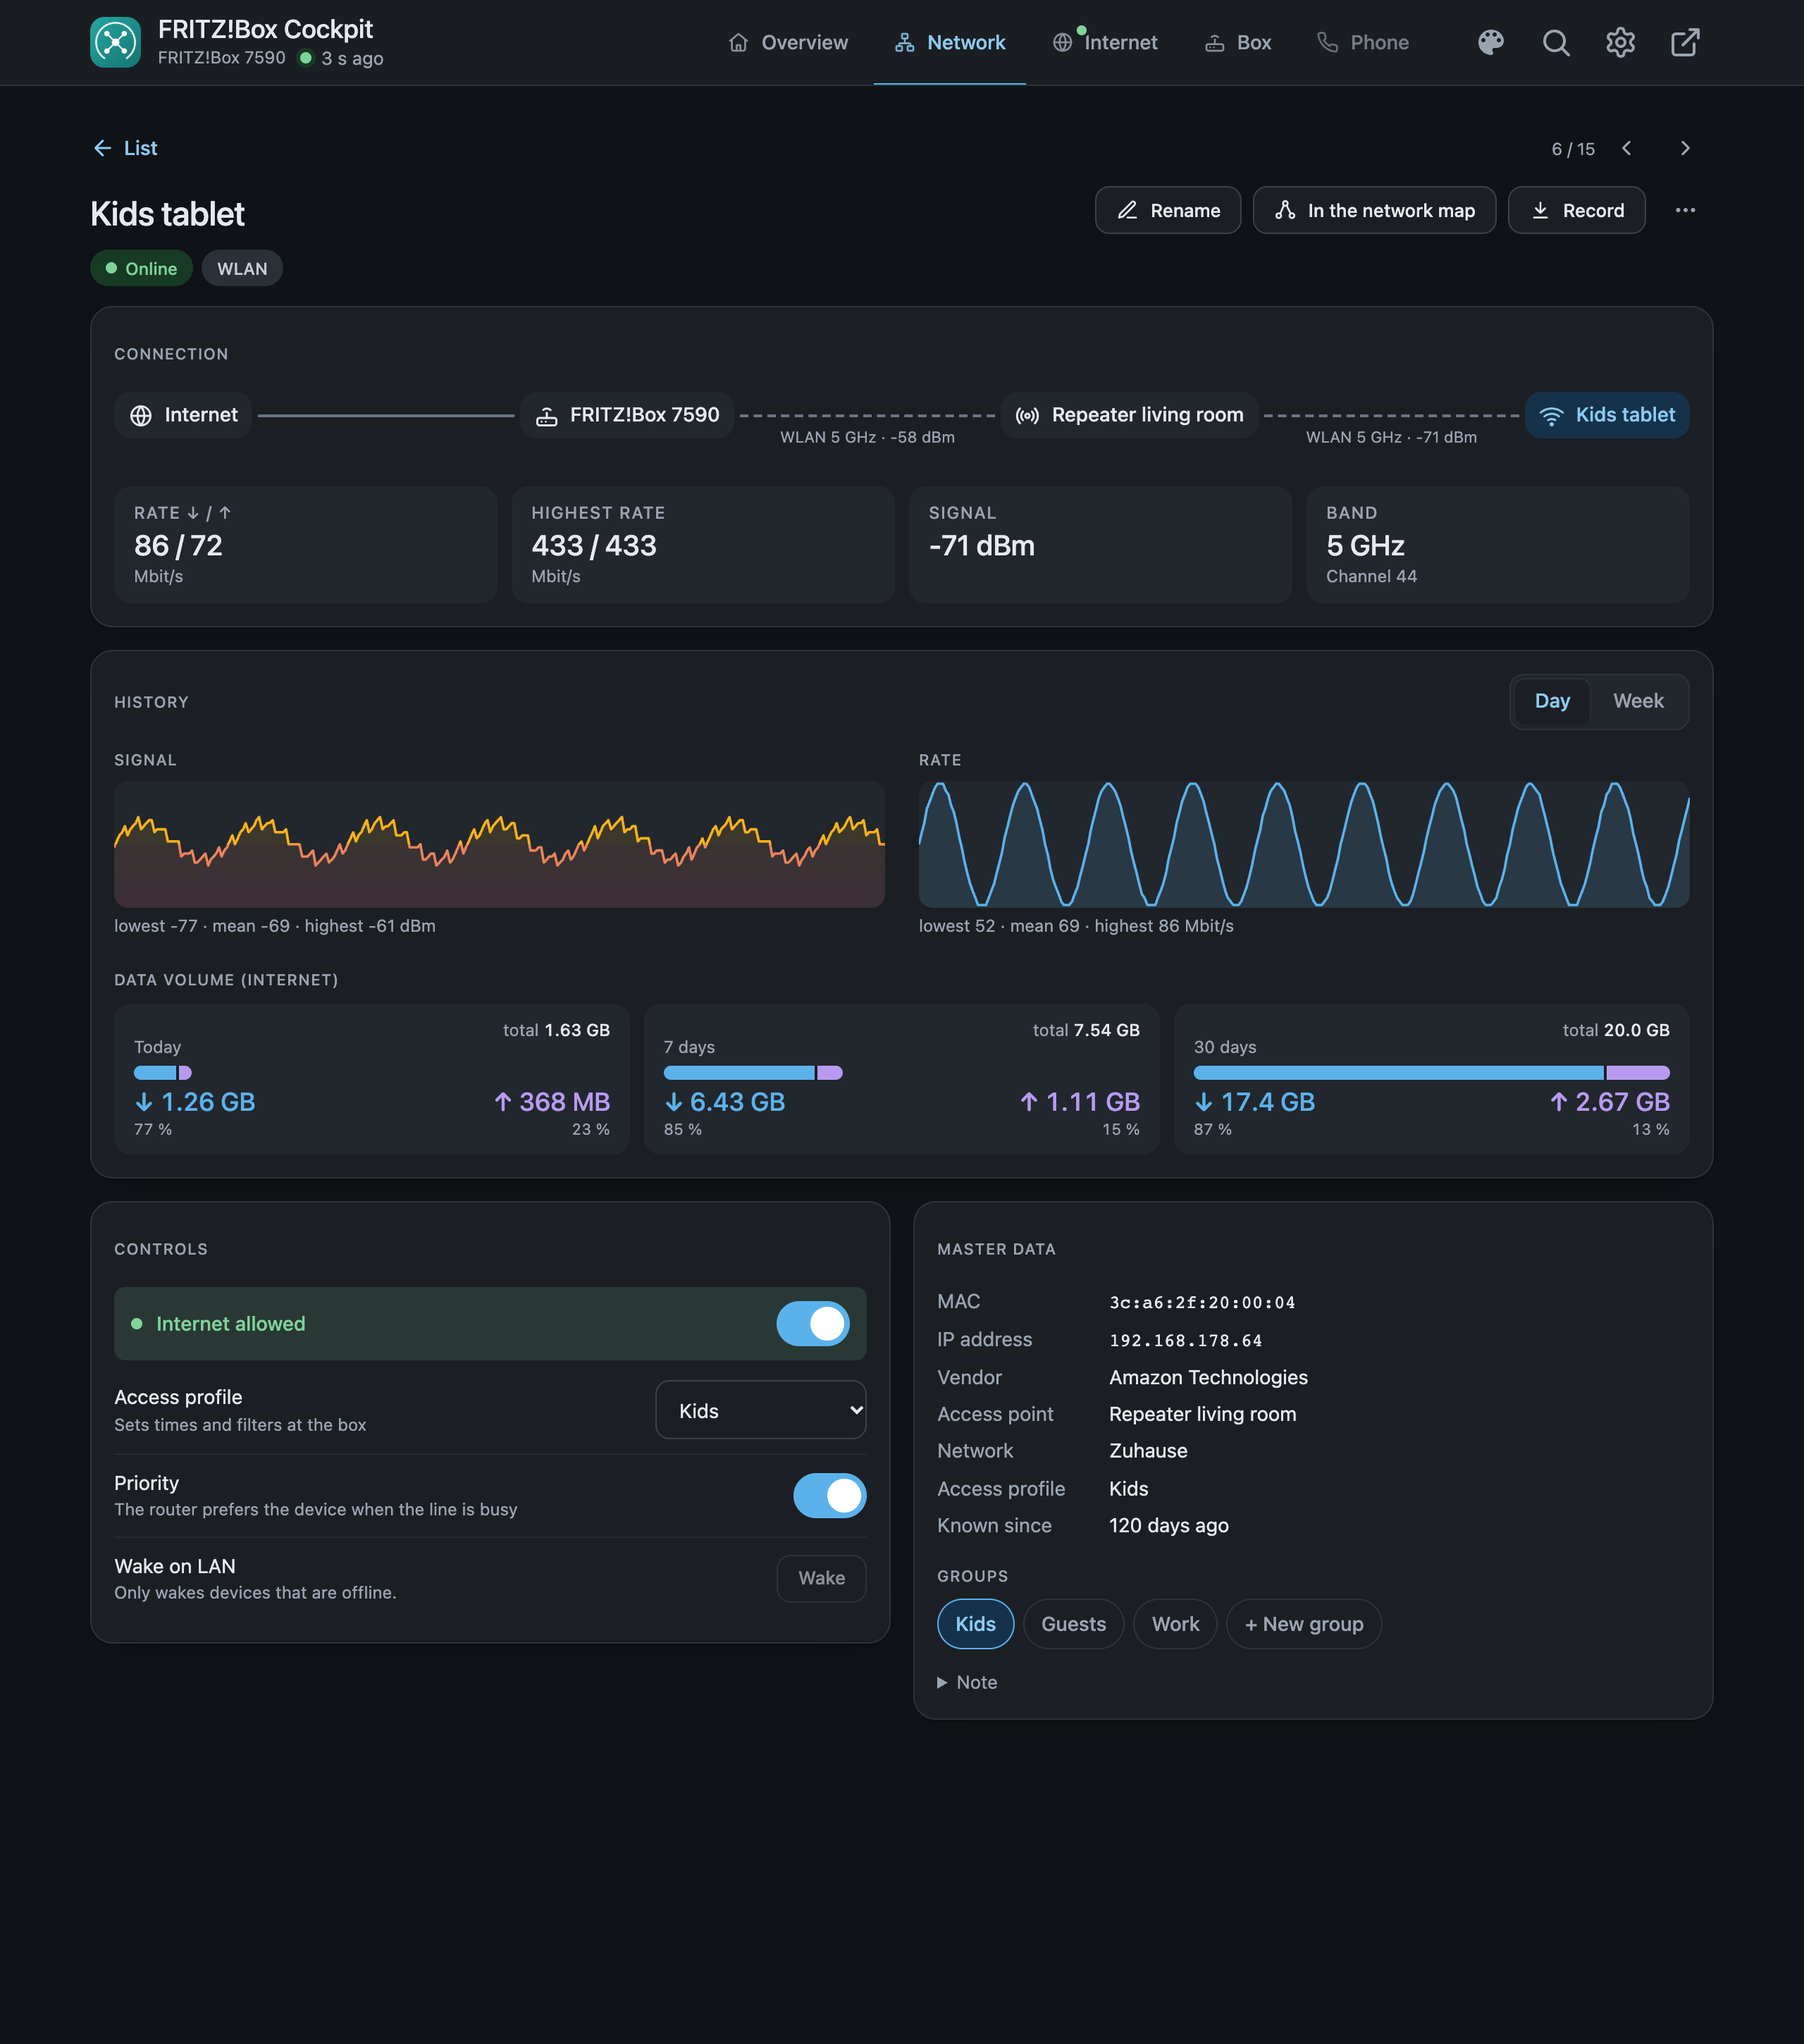 FRITZ!Box Cockpit
FRITZ!Box 7590 3 s ago
Overview
Network
Internet
Box
Phone
List
6 / 15
Kids tablet
Rename
In the network map
Record
Online
WLAN
CONNECTION
Internet
FRITZ!Box 7590
WLAN 5 GHz · -58 dBm
Repeater living room
WLAN 5 GHz · -71 dBm
Kids tablet
RATE ↓ / ↑
86 / 72
Mbit/s
HIGHEST RATE
433 / 433
Mbit/s
SIGNAL
-71 dBm
BAND
5 GHz
Channel 44
HISTORY
Day
Week
SIGNAL
lowest -77 · mean -69 · highest -61 dBm
RATE
lowest 52 · mean 69 · highest 86 Mbit/s
DATA VOLUME (INTERNET)
total 1.63 GB
Today
↓ 1.26 GB ↑ 368 MB
77 % 23 %
total 7.54 GB
7 days
↓ 6.43 GB ↑ 1.11 GB
85 % 15 %
total 20.0 GB
30 days
↓ 17.4 GB ↑ 2.67 GB
87 % 13 %
CONTROLS
Internet allowed
Access profile
Sets times and filters at the box
Kids
Priority
The router prefers the device when the line is busy
Wake on LAN
Only wakes devices that are offline.
Wake
MASTER DATA
MAC 3c:a6:2f:20:00:04
IP address 192.168.178.64
Vendor Amazon Technologies
Access point Repeater living room
Network Zuhause
Access profile Kids
Known since 120 days ago
GROUPS
Kids
Guests
Work
+ New group
Note